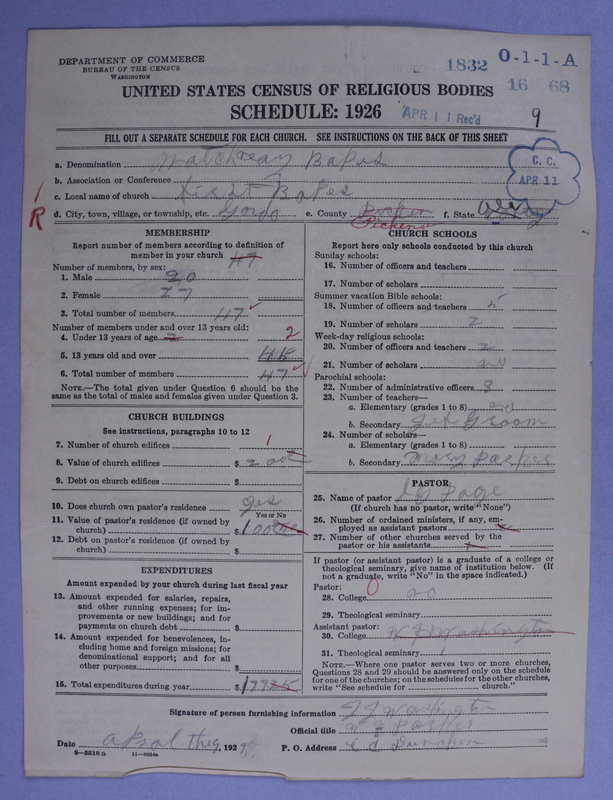 DEPARTMENT OF COMMERCE
BUREAU OF THE CENSUS
WASHINGTON
1832 O-1-1-A
16 68
UNITED STATES CENSUS OF RELIGIOUS BODIES
SCHEDULE: 1926
APR 11 Rec'd
9
FILL OUT A SEPARATE SCHEDULE FOR EACH CHURCH. SEE INSTRUCTIONS ON THE BACK OF THIS SHEET
a. Denomination
b. Association or Conference
C. C.
APR 11
c. Local name of church
R d. City, town, village, or township, etc. Gordo e. County Pickens f. State Ala
MEMBERSHIP
Report number of members according to definition of
member in your church 47
Number of members, by sex:
1. Male 20
2. Female 27
3. Total number of members 47
Number of members under and over 13 years old:
4. Under 13 years of age 2
5. 13 years old and over
6. Total number of members 47
NOTE.—The total given under Question 6 should be the
same as the total of males and females given under Question 3.
CHURCH BUILDINGS
See instructions, paragraphs 10 to 12
7. Number of church edifices 1
8. Value of church edifices $
9. Debt on church edifices $
10. Does church own pastor's residence yes
Yes or No
11. Value of pastor's residence (if owned by
church) $
12. Debt on pastor's residence (if owned by
church) $
EXPENDITURES
Amount expended by your church during last fiscal year
13. Amount expended for salaries, repairs,
and other running expenses; for im-
provements or new buildings; and for
payments on church debt $
14. Amount expended for benevolences, in-
cluding home and foreign missions; for
denominational support; and for all
other purposes $
15. Total expenditures during year $
CHURCH SCHOOLS
Report here only schools conducted by this church
Sunday schools:
16. Number of officers and teachers
17. Number of scholars
Summer vacation Bible schools:
18. Number of officers and teachers 5
19. Number of scholars 2
Week-day religious schools:
20. Number of officers and teachers 2
21. Number of scholars
Parochial schools:
22. Number of administrative officers 3
23. Number of teachers—
a. Elementary (grades 1 to 8)
b. Secondary Groom
24. Number of scholars—
a. Elementary (grades 1 to 8)
b. Secondary Mary
PASTOR
25. Name of pastor Page
(If church has no pastor, write "None")
26. Number of ordained ministers, if any, em-
ployed as assistant pastors
27. Number of other churches served by the
pastor or his assistants
If pastor (or assistant pastor) is a graduate of a college or
theological seminary, give name of institution below. (If
not a graduate, write "No" in the space indicated.)
Pastor:
28. College
29. Theological seminary
Assistant pastor:
30. College Washington
31. Theological seminary
NOTE.—Where one pastor serves two or more churches,
Questions 28 and 29 should be answered only on the schedule
for one of the churches; on the schedules for the other churches,
write "See schedule for church."
Signature of person furnishing information Washington
Official title
Date 192 P. O. Address
8—5518a 11—9024a